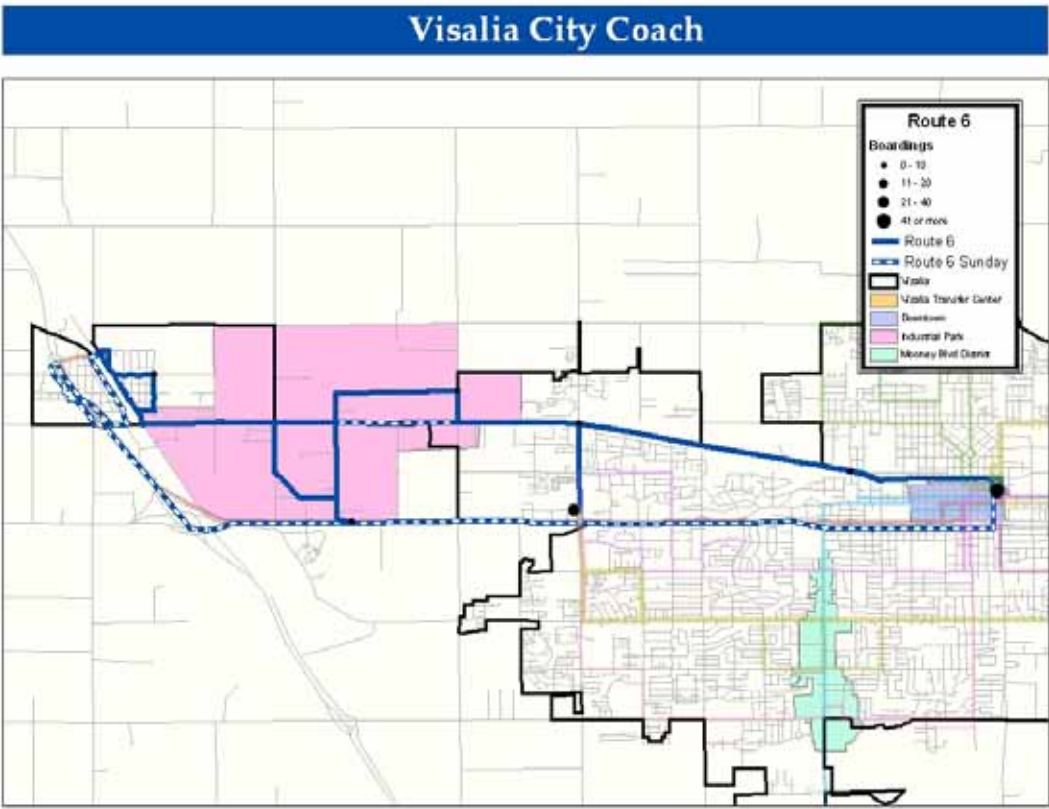 Visalia City Coach
Route 6
Boardings
0 - 10
11 - 20
21 - 40
41 or more
Route 6
Route 6 Sunday
Visalia
Visalia Transfer Center
Downtown
Industrial Park
Mooney Blvd District